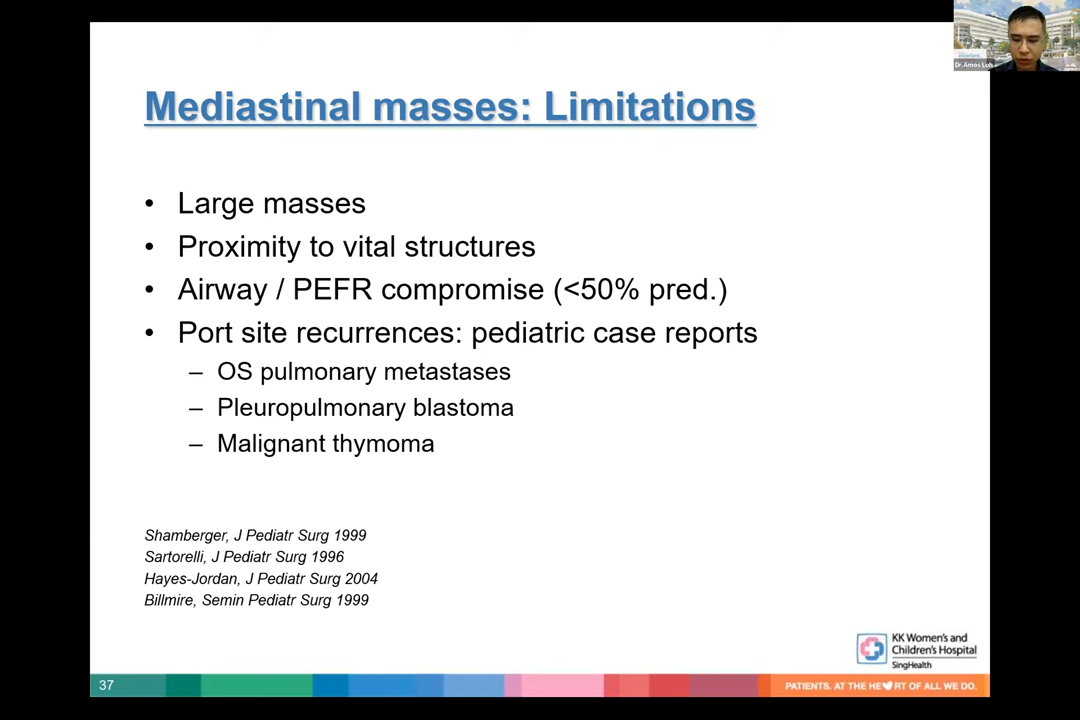 Dr.Amos Loh
Mediastinal masses: Limitations
• Large masses
• Proximity to vital structures
• Airway / PEFR compromise (<50% pred.)
• Port site recurrences: pediatric case reports
– OS pulmonary metastases
– Pleuropulmonary blastoma
– Malignant thymoma
Shamberger, J Pediatr Surg 1999
Sartorelli, J Pediatr Surg 1996
Hayes-Jordan, J Pediatr Surg 2004
Billmire, Semin Pediatr Surg 1999
KK Women's and
Children's Hospital
SingHealth
37
PATIENTS. AT THE HE RT OF ALL WE DO.